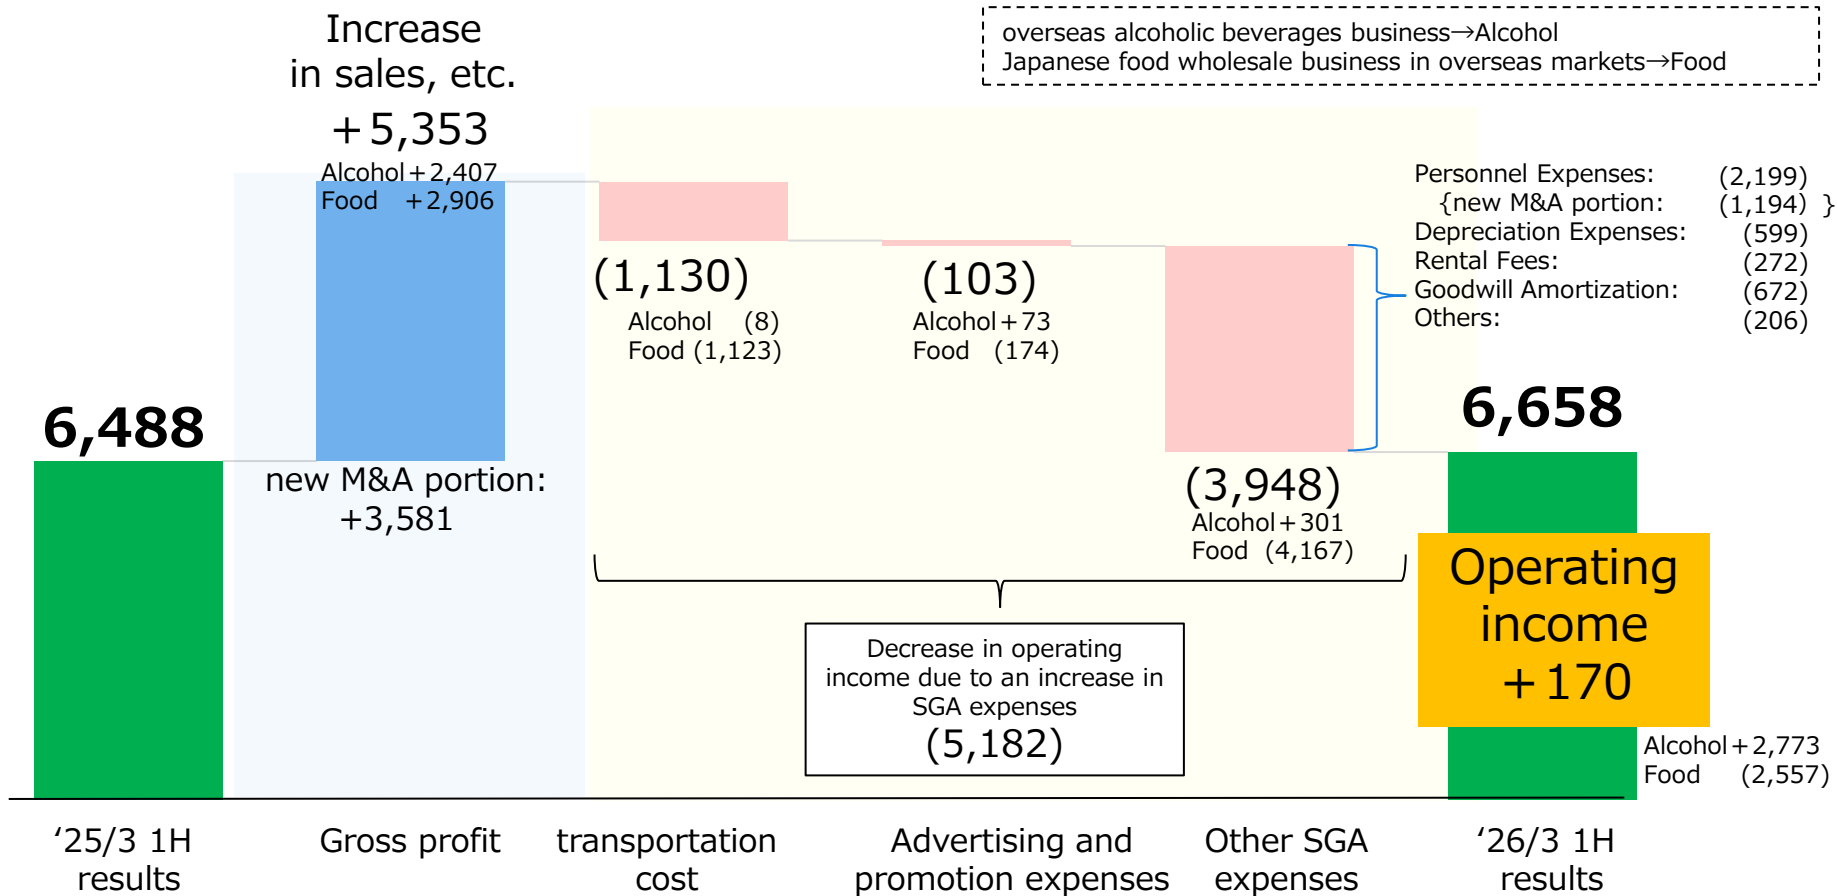 overseas alcoholic beverages business→Alcohol
Japanese food wholesale business in overseas markets→Food
Increase
in sales, etc.
+5,353
Alcohol+2,407
Food +2,906
new M&A portion:
+3,581
6,488
(1,130)
Alcohol (8)
Food (1,123)
(103)
Alcohol+73
Food (174)
(3,948)
Alcohol+301
Food (4,167)
Personnel Expenses: (2,199)
{new M&A portion: (1,194) }
Depreciation Expenses: (599)
Rental Fees: (272)
Goodwill Amortization: (672)
Others: (206)
6,658
Operating
income
+170
Alcohol+2,773
Food (2,557)
Decrease in operating
income due to an increase in
SGA expenses
(5,182)
‘25/3 1H
results
Gross profit
transportation
cost
Advertising and
promotion expenses
Other SGA
expenses
‘26/3 1H
results